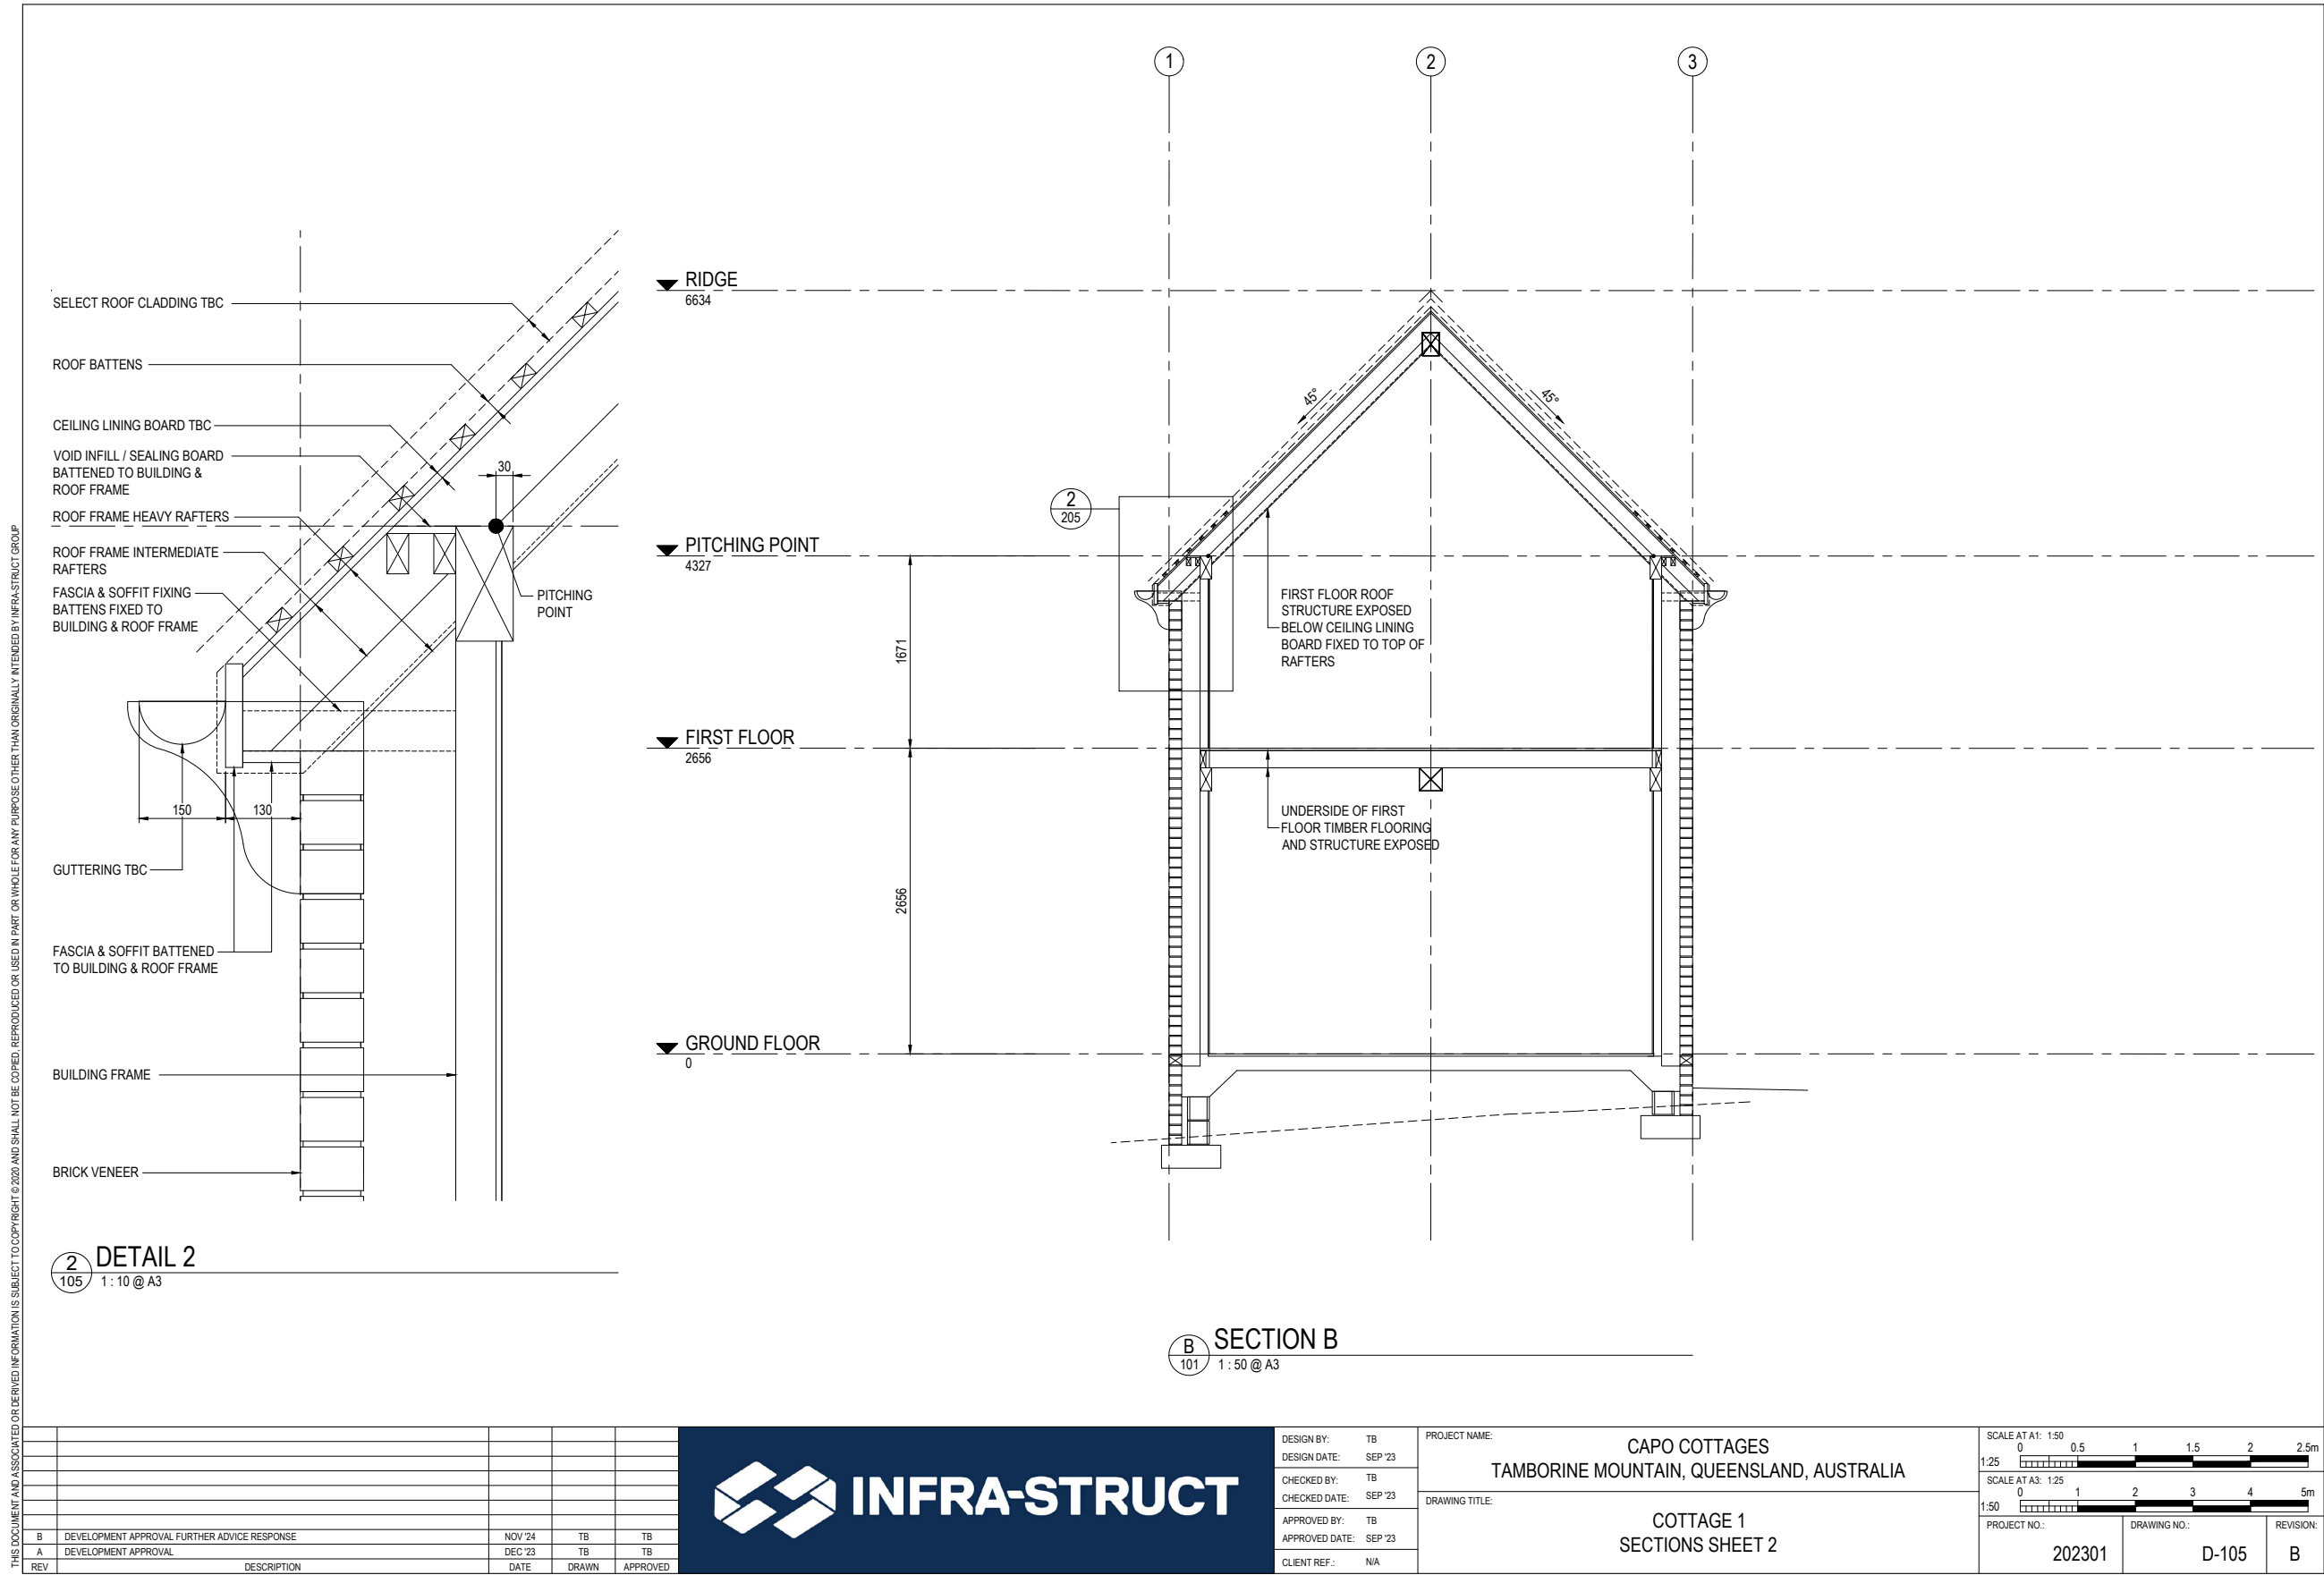 THIS DOCUMENT AND ASSOCIATED OR DERIVED INFORMATION IS SUBJECT TO COPYRIGHT © 2020 AND SHALL NOT BE COPIED, REPRODUCED OR USED IN PART OR WHOLE FOR ANY PURPOSE OTHER THAN ORIGINALLY INTENDED BY INFRA-STRUCT GROUP
SELECT ROOF CLADDING TBC
ROOF BATTENS
CEILING LINING BOARD TBC
VOID INFILL / SEALING BOARD
BATTENED TO BUILDING &
ROOF FRAME
ROOF FRAME HEAVY RAFTERS
ROOF FRAME INTERMEDIATE
RAFTERS
FASCIA & SOFFIT FIXING
BATTENS FIXED TO
BUILDING & ROOF FRAME
30
PITCHING
POINT
150
130
GUTTERING TBC
FASCIA & SOFFIT BATTENED
TO BUILDING & ROOF FRAME
BUILDING FRAME
BRICK VENEER
2
105
DETAIL 2
1 : 10 @ A3
1
2
3
RIDGE
6634
45°
45°
2
205
PITCHING POINT
4327
1671
FIRST FLOOR ROOF
STRUCTURE EXPOSED
BELOW CEILING LINING
BOARD FIXED TO TOP OF
RAFTERS
FIRST FLOOR
2656
UNDERSIDE OF FIRST
FLOOR TIMBER FLOORING
AND STRUCTURE EXPOSED
2656
GROUND FLOOR
0
B
101
SECTION B
1 : 50 @ A3
B DEVELOPMENT APPROVAL FURTHER ADVICE RESPONSE NOV '24 TB TB
A DEVELOPMENT APPROVAL DEC '23 TB TB
REV DESCRIPTION DATE DRAWN APPROVED
INFRA-STRUCT
DESIGN BY: TB
DESIGN DATE: SEP '23
CHECKED BY: TB
CHECKED DATE: SEP '23
APPROVED BY: TB
APPROVED DATE: SEP '23
CLIENT REF.: N/A
PROJECT NAME:
CAPO COTTAGES
TAMBORINE MOUNTAIN, QUEENSLAND, AUSTRALIA
DRAWING TITLE:
COTTAGE 1
SECTIONS SHEET 2
SCALE AT A1: 1:50
0 0.5 1 1.5 2 2.5m
1:25
SCALE AT A3: 1:25
0 1 2 3 4 5m
1:50
PROJECT NO.: DRAWING NO.: REVISION:
202301 D-105 B